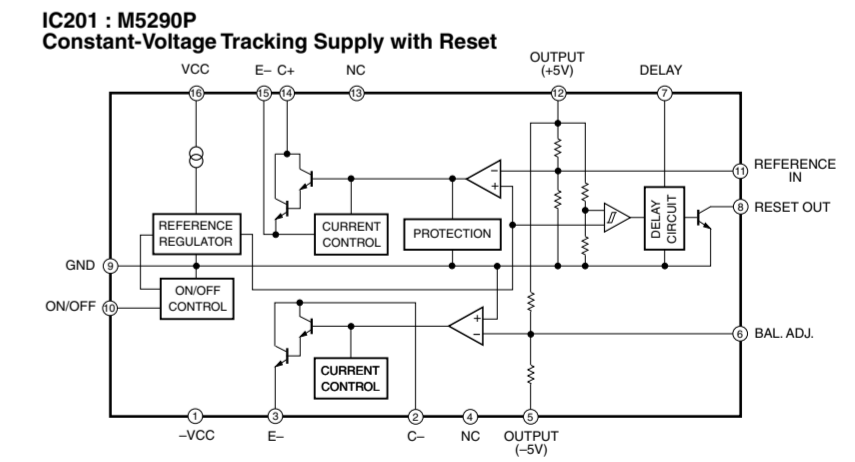 IC201 : M5290P
Constant-Voltage Tracking Supply with Reset
VCC
E– C+
NC
OUTPUT
(+5V)
DELAY
16
15
14
13
12
7
REFERENCE
REGULATOR
CURRENT
CONTROL
PROTECTION
–
+
DELAY
CIRCUIT
11
REFERENCE
IN
8
RESET OUT
GND
9
ON/OFF
10
ON/OFF
CONTROL
+
–
6
BAL. ADJ.
CURRENT
CONTROL
1
3
2
4
5
–VCC
E–
C–
NC
OUTPUT
(–5V)